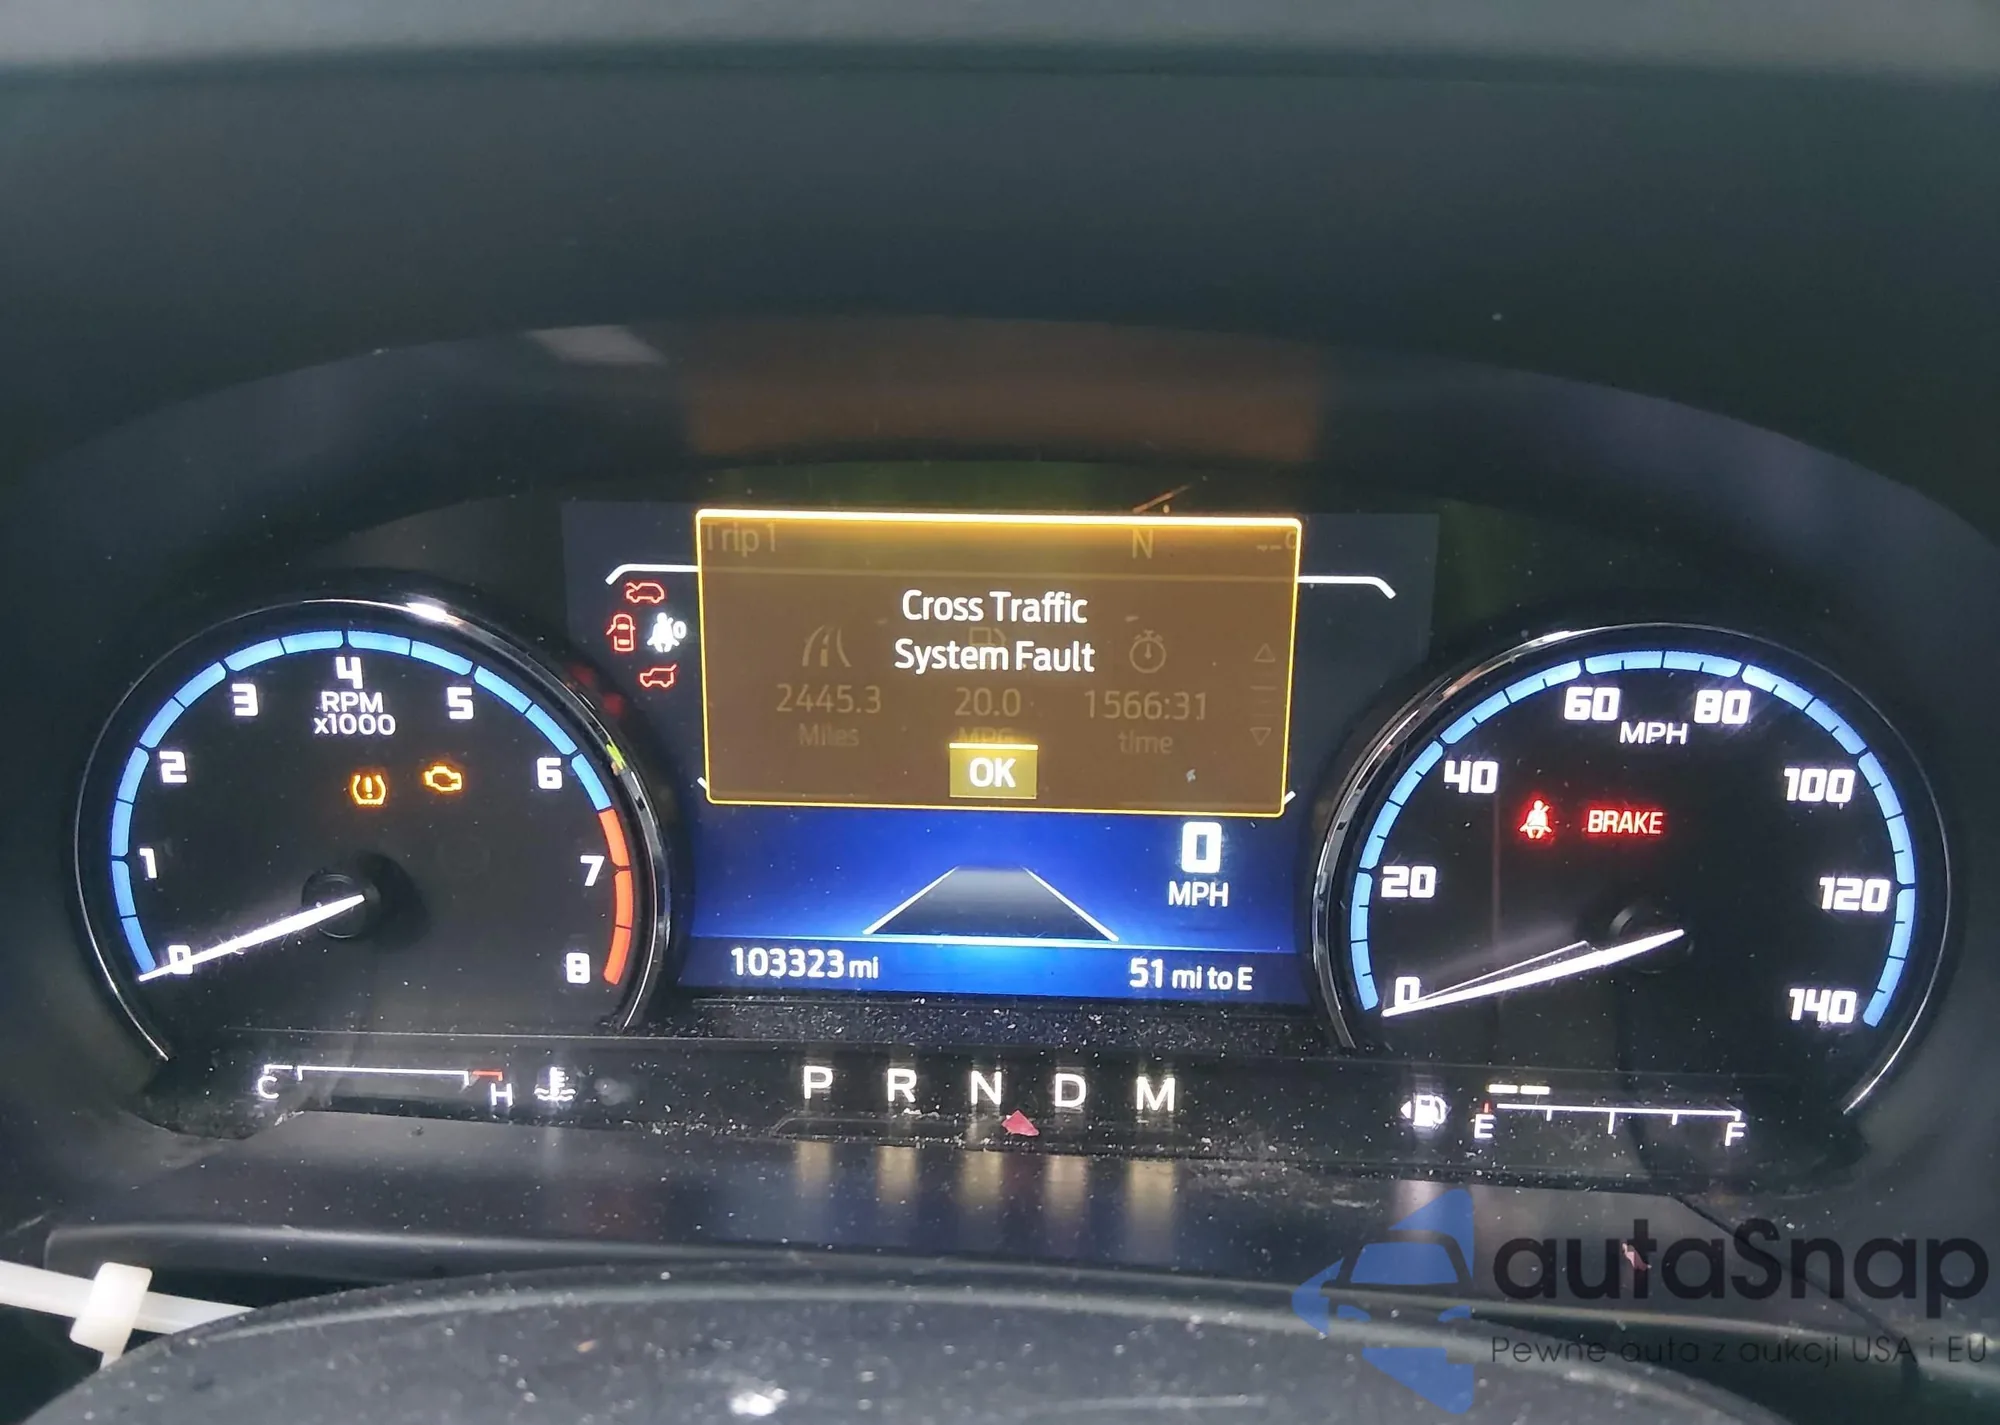 Trip 1 N
Cross Traffic
System Fault
2445.3 20.0 1566:31
Miles MPG time
OK
0
MPH
103323 mi 51 mi to E
4
3 5
RPM
x1000
2 6
1 7
0 8
60 80
MPH
40 100
BRAKE
20 120
0 140
C H
P R N D M
E F
autaSnap
Pewne auta z aukcji USA i EU